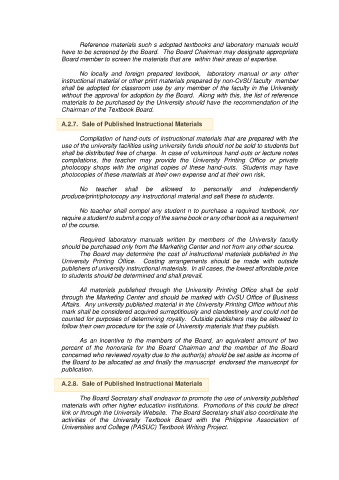 Reference materials such s adopted textbooks and laboratory manuals would
have to be screened by the Board. The Board Chairman may designate appropriate
Board member to screen the materials that are within their areas of expertise.
No locally and foreign prepared textbook, laboratory manual or any other
instructional material or other print materials prepared by non-CvSU faculty member
shall be adopted for classroom use by any member of the faculty in the University
without the approval for adoption by the Board. Along with this, the list of reference
materials to be purchased by the University should have the recommendation of the
Chairman of the Textbook Board.
A.2.7. Sale of Published Instructional Materials
Compilation of hand-outs of instructional materials that are prepared with the
use of the university facilities using university funds should not be sold to students but
shall be distributed free of charge. In case of voluminous hand-outs or lecture notes
compilations, the teacher may provide the University Printing Office or private
photocopy shops with the original copies of these hand-outs. Students may have
photocopies of these materials at their own expense and at their own risk.
No teacher shall be allowed to personally and independently
produce/print/photocopy any instructional material and sell these to students.
No teacher shall compel any student n to purchase a required textbook, nor
require a student to submit a copy of the same book or any other book as a requirement
of the course.
Required laboratory manuals written by members of the University faculty
should be purchased only from the Marketing Center and not from any other source.
The Board may determine the cost of instructional materials published in the
University Printing Office. Costing arrangements should be made with outside
publishers of university instructional materials. In all cases, the lowest affordable price
to students should be determined and shall prevail.
All materials published through the University Printing Office shall be sold
through the Marketing Center and should be marked with CvSU Office of Business
Affairs. Any university published material in the University Printing Office without this
mark shall be considered acquired surreptitiously and clandestinely and could not be
counted for purposes of determining royalty. Outside publishers may be allowed to
follow their own procedure for the sale of University materials that they publish.
As an incentive to the members of the Board, an equivalent amount of two
percent of the honoraria for the Board Chairman and the member of the Board
concerned who reviewed royalty due to the author(s) should be set aside as income of
the Board to be allocated as and finally the manuscript endorsed the manuscript for
publication.
A.2.8. Sale of Published Instructional Materials
The Board Secretary shall endeavor to promote the use of university published
materials with other higher education institutions. Promotions of this could be direct
link or through the University Website. The Board Secretary shall also coordinate the
activities of the University Textbook Board with the Philippine Association of
Universities and College (PASUC) Textbook Writing Project.